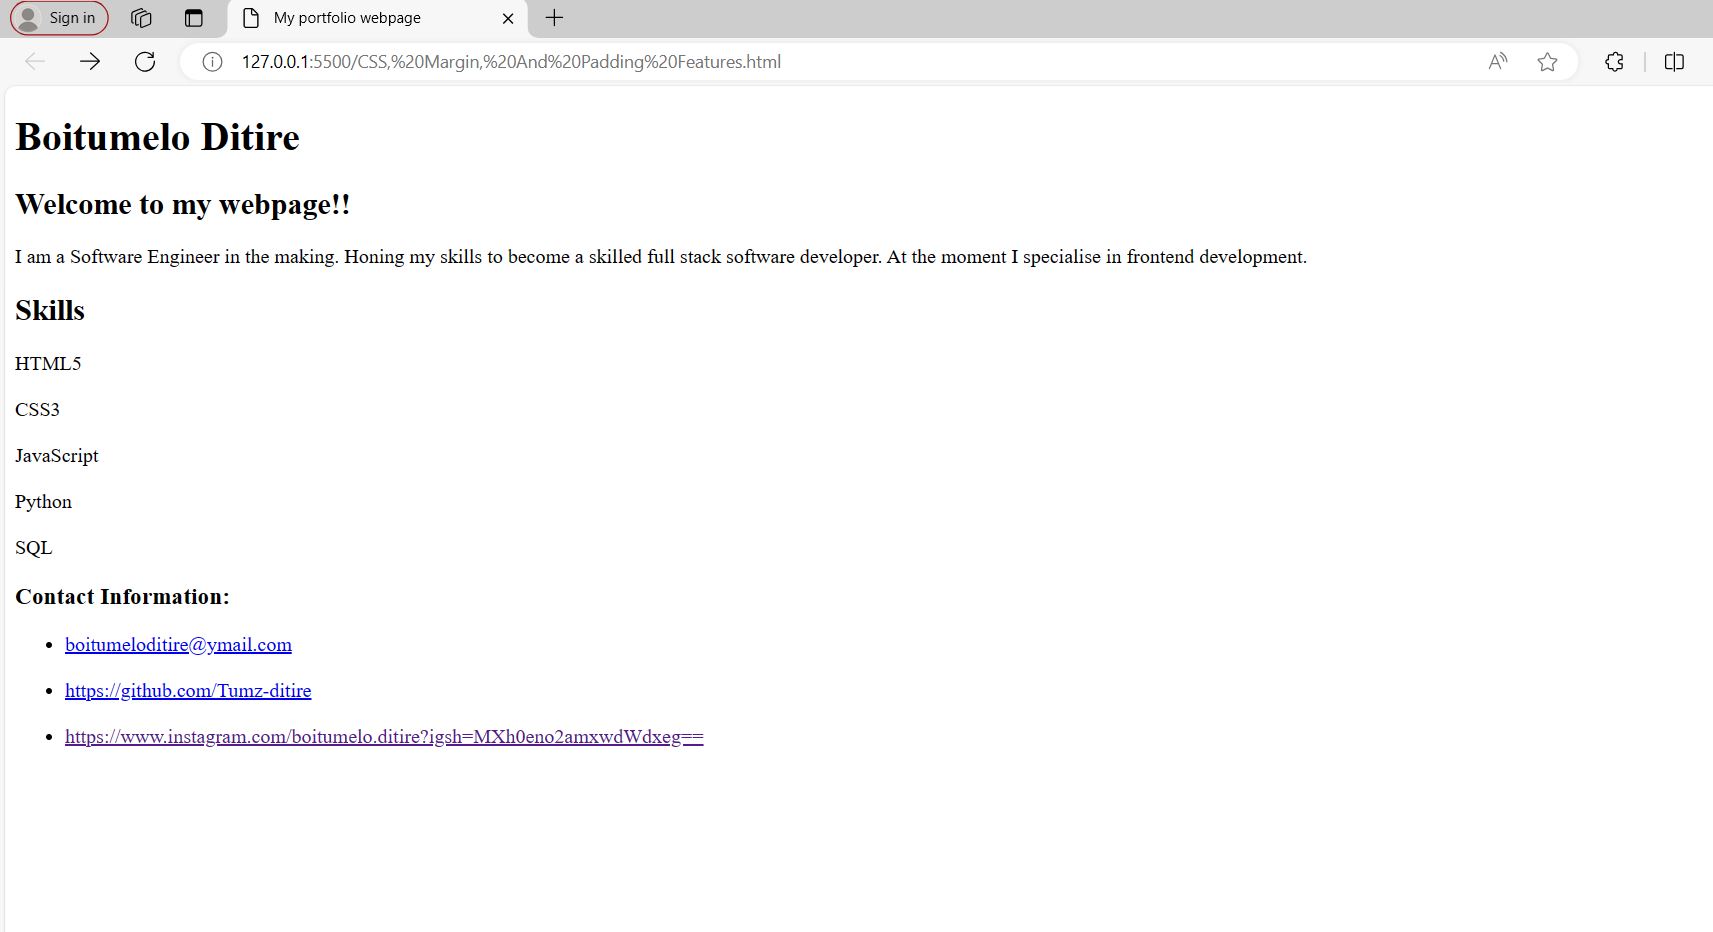 Sign in
My portfolio webpage
127.0.0.1:5500/CSS,%20Margin,%20And%20Padding%20Features.html
Boitumelo Ditire
Welcome to my webpage!!
I am a Software Engineer in the making. Honing my skills to become a skilled full stack software developer. At the moment I specialise in frontend development.
Skills
HTML5
CSS3
JavaScript
Python
SQL
Contact Information:
boitumeloditire@ymail.com
https://github.com/Tumz-ditire
https://www.instagram.com/boitumelo.ditire?igsh=MXh0eno2amxwdWdxeg==